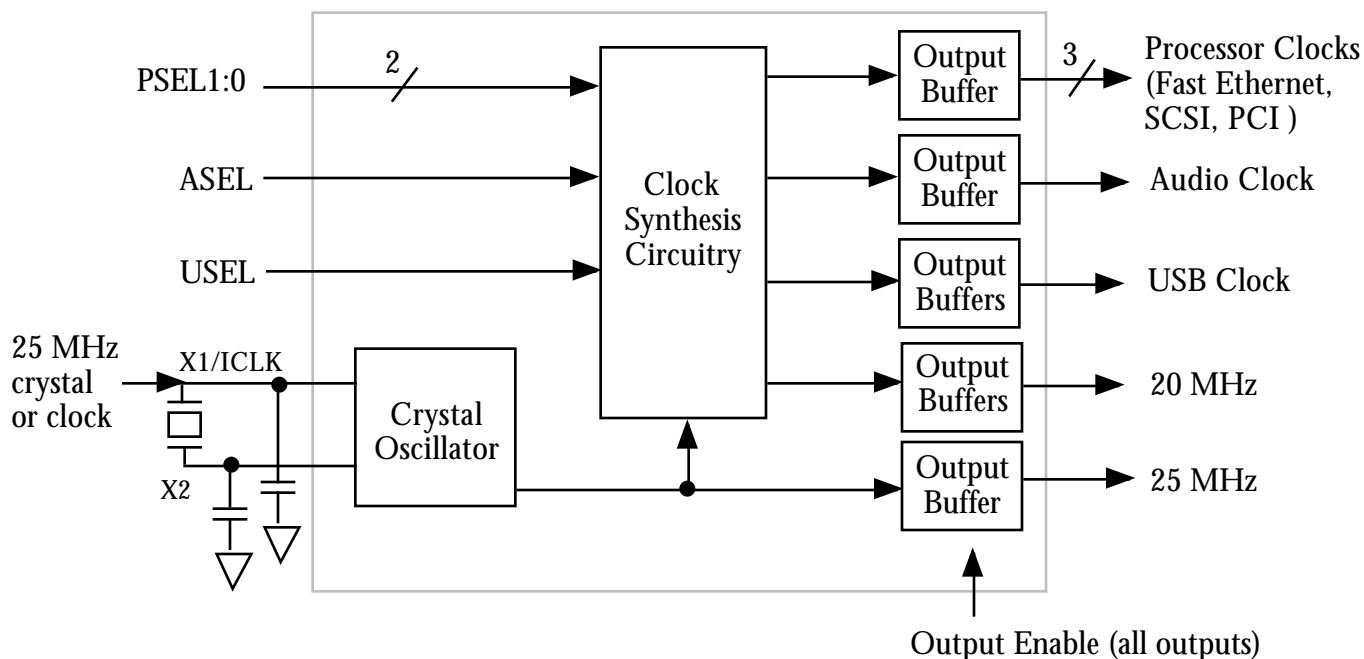 PSEL1:0
2
ASEL
USEL
25 MHz
crystal
or clock
X1/ICLK
X2
Crystal
Oscillator
Clock
Synthesis
Circuitry
Output
Buffer
3
Processor Clocks
(Fast Ethernet,
SCSI, PCI )
Output
Buffer
Audio Clock
Output
Buffers
USB Clock
Output
Buffers
20 MHz
Output
Buffer
25 MHz
Output Enable (all outputs)